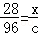 28/96 = x/c